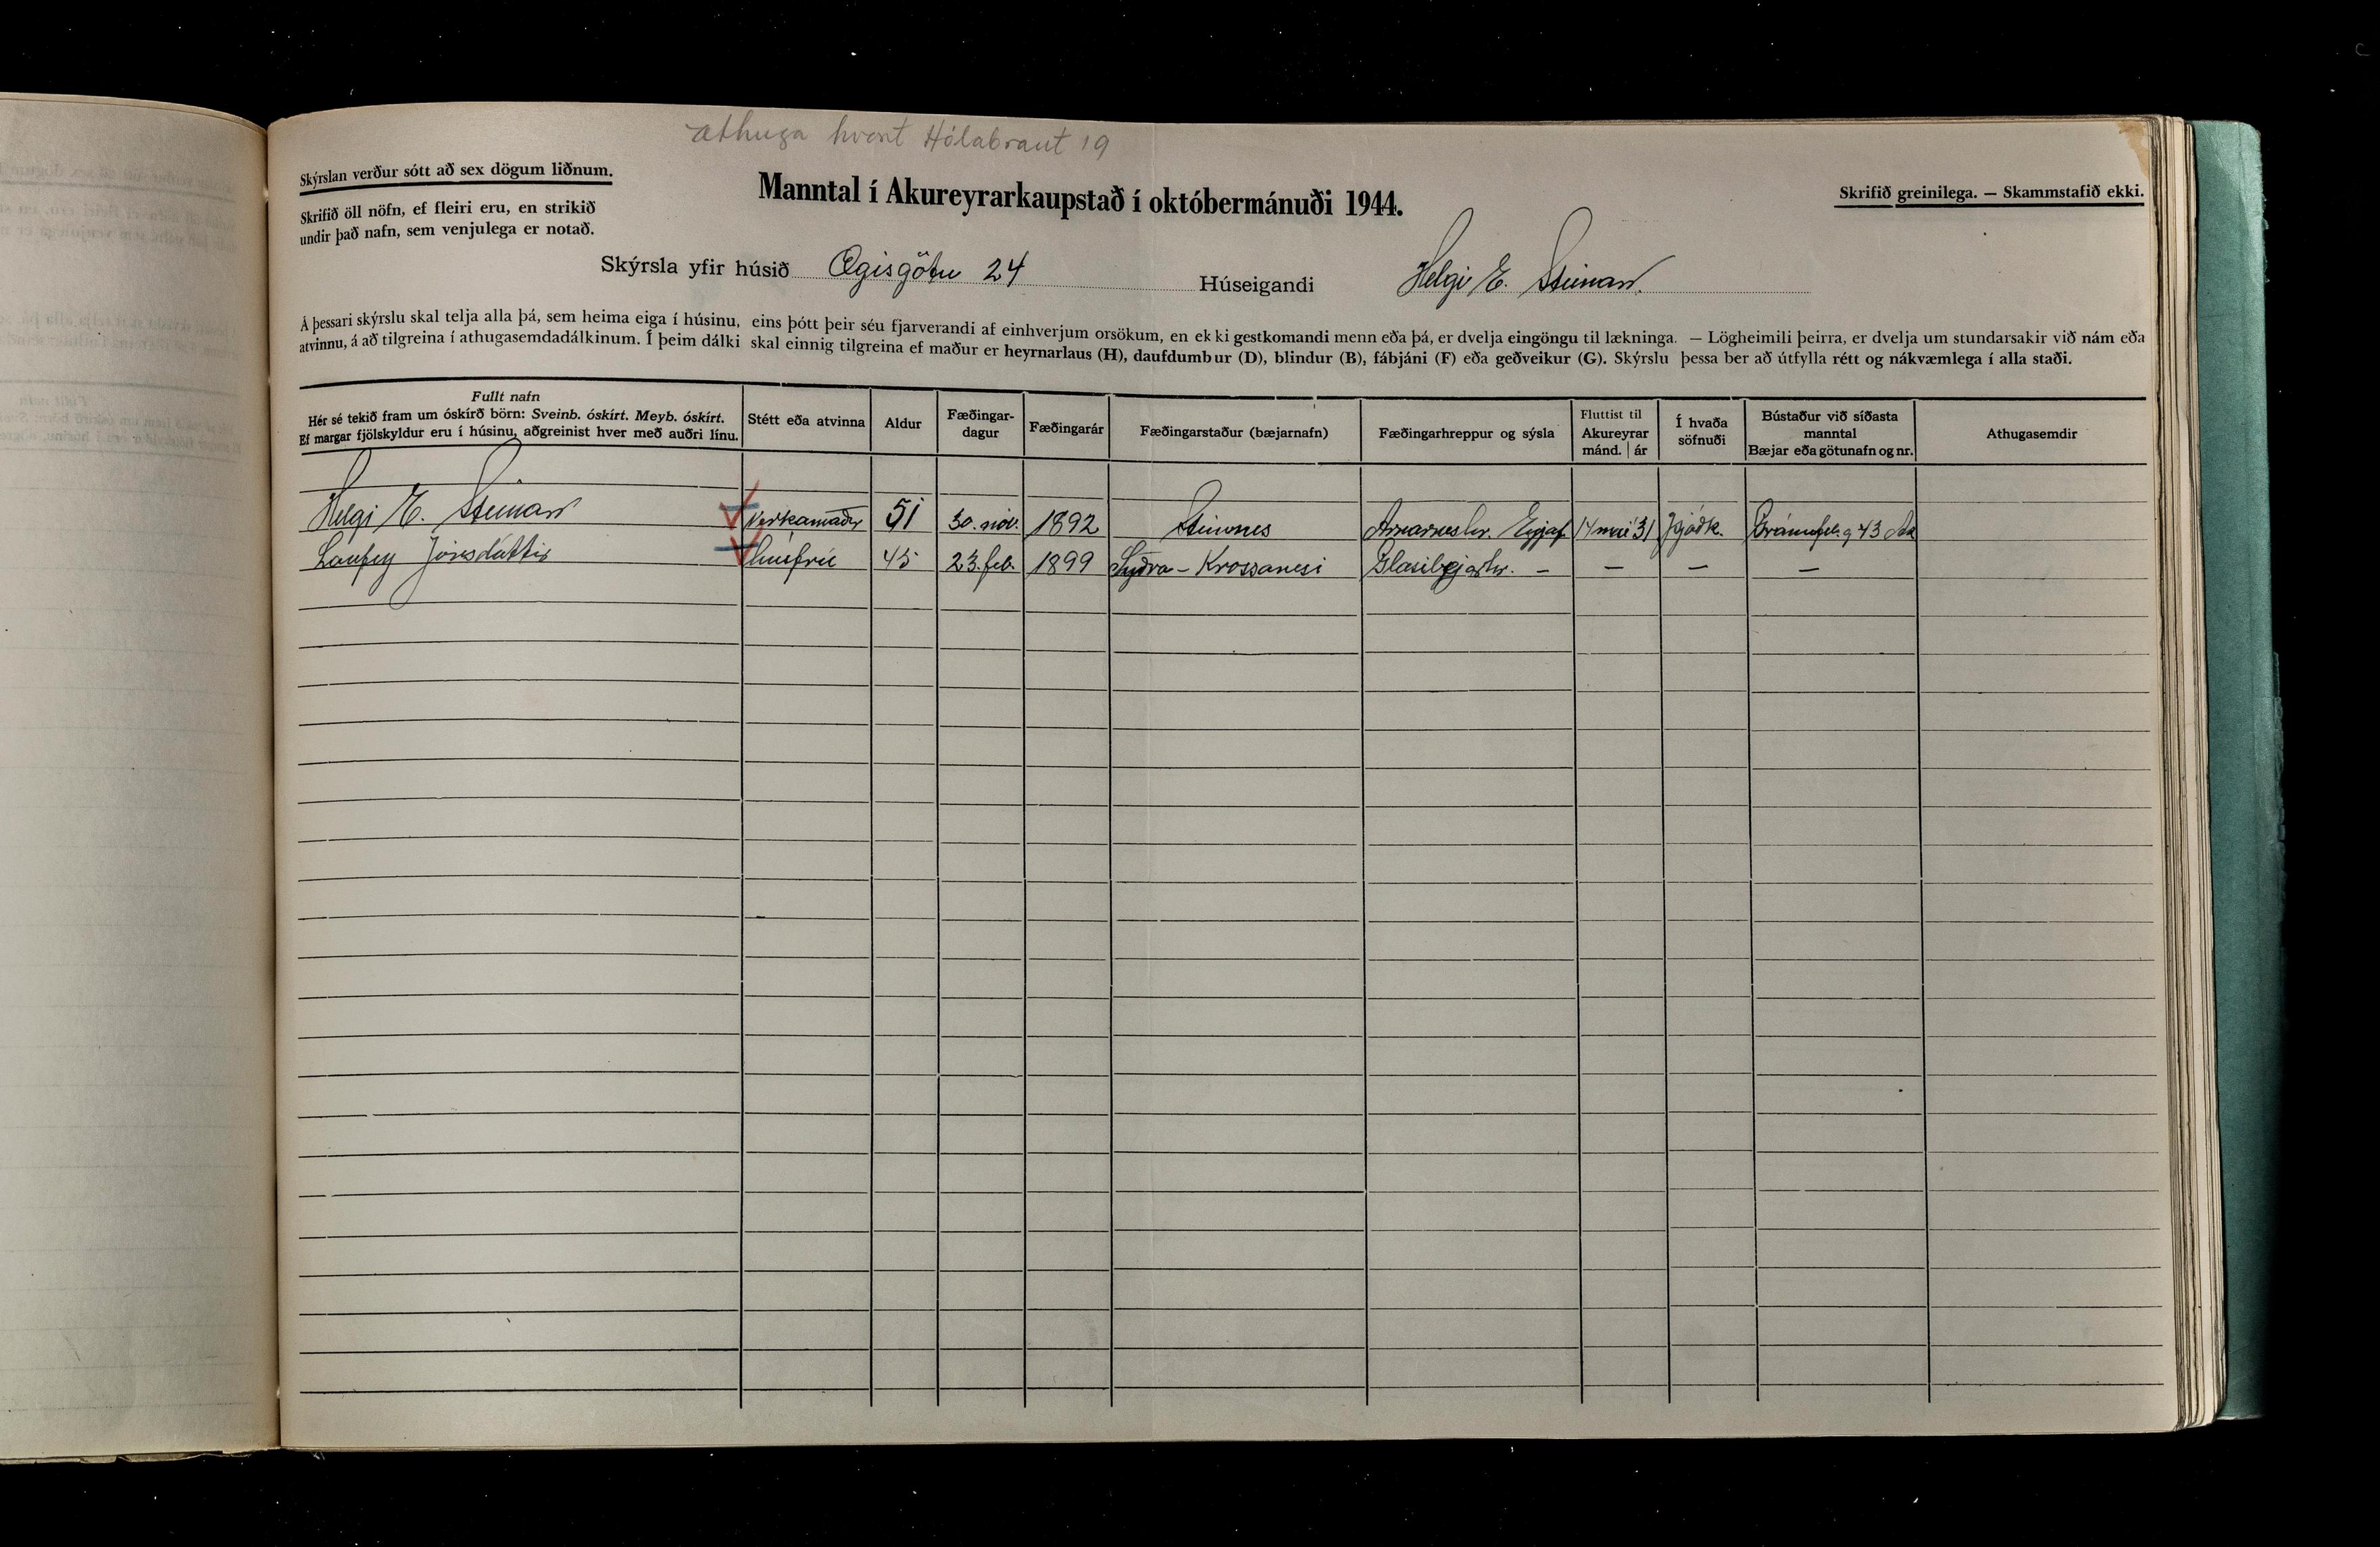 Athuga hvort Hólabraut 19
Skýrslan verður sótt að sex dögum liðnum.
Skrifið öll nöfn, ef fleiri eru, en strikið
undir það nafn, sem venjulega er notað.
Manntal í Akureyrarkaupstað í októbermánuði 1944.
Skrifið greinilega. — Skammstafið ekki.
Skýrsla yfir húsið Ægisgötu 24 Húseigandi Helgi E. Steinarr.
Á þessari skýrslu skal telja alla þá, sem heima eiga í húsinu, eins þótt þeir séu fjarverandi af einhverjum orsökum, en ekki gestkomandi menn eða þá, er dvelja eingöngu til lækninga. — Lögheimili þeirra, er dvelja um stundarsakir við nám eða
atvinnu, á að tilgreina í athugasemdadálkinum. Í þeim dálki skal einnig tilgreina ef maður er heyrnarlaus (H), daufdumbur (D), blindur (B), fábjáni (F) eða geðveikur (G). Skýrslu þessa ber að útfylla rétt og nákvæmlega í alla staði.
Fullt nafn
Hér sé tekið fram um óskírð börn: Sveinb. óskírt. Meyb. óskírt.
Ef margar fjölskyldur eru í húsinu, aðgreinist hver með auðri línu.
Stétt eða atvinna
Aldur
Fæðingar-
dagur
Fæðingarár
Fæðingarstaður (bæjarnafn)
Fæðingarhreppur og sýsla
Fluttist til
Akureyrar
mánd. | ár
Í hvaða
söfnuði
Bústaður við síðasta
manntal
Bæjar eða götunafn og nr.
Athugasemdir
Helgi E. Steinarr Verkamaður 51 30. nóv. 1892 Steinnes Arnarneshr. Eyjaf. 14 maí 31 Þjóðk. Gránufél.g 43 Ak
Laufey Jónsdóttir húsfrú 45 23. feb. 1899 Syðra-Krossanesi Glæsibæjarhr. — — — —